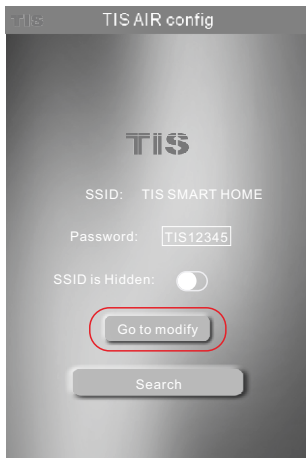 TIS TIS AIR config
TIS
SSID: TIS SMART HOME
Password: TIS12345
SSID is Hidden:
Go to modify
Search